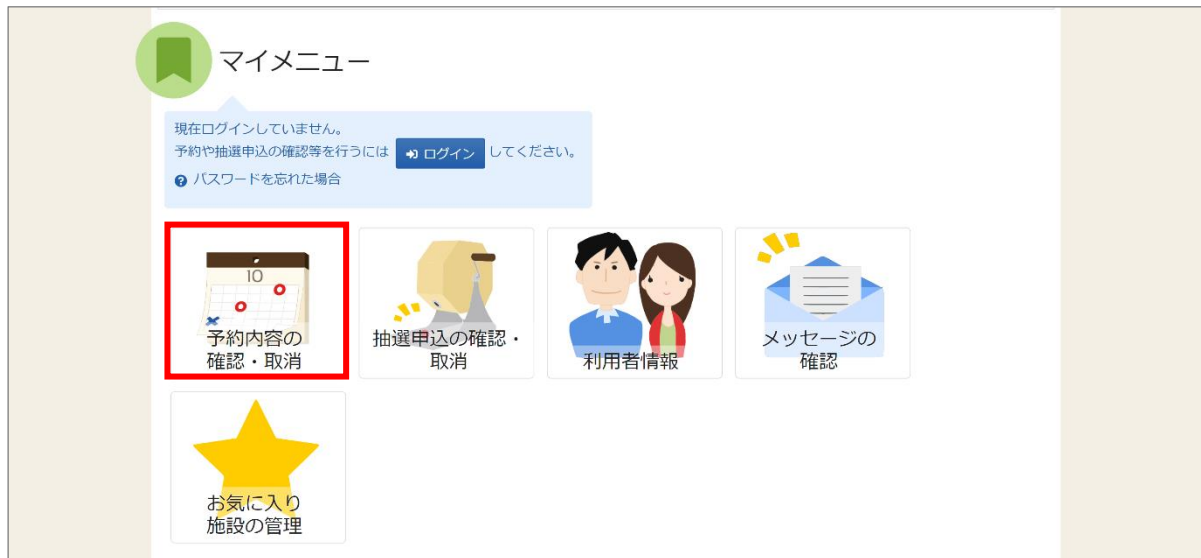 マイメニュー
現在ログインしていません。
予約や抽選申込の確認等を行うには ログイン してください。
パスワードを忘れた場合
10
予約内容の
確認・取消
抽選申込の確認・
取消
利用者情報
メッセージの
確認
お気に入り
施設の管理